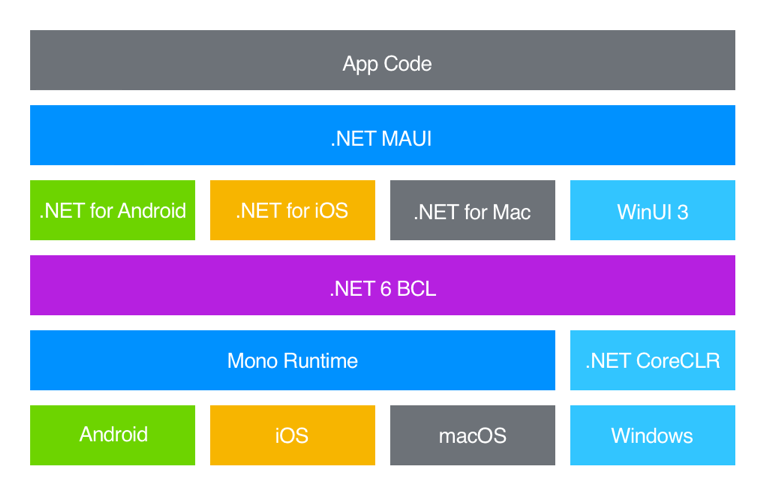 App Code
.NET MAUI
.NET for Android
.NET for iOS
.NET for Mac
WinUI 3
.NET 6 BCL
Mono Runtime
.NET CoreCLR
Android
iOS
macOS
Windows